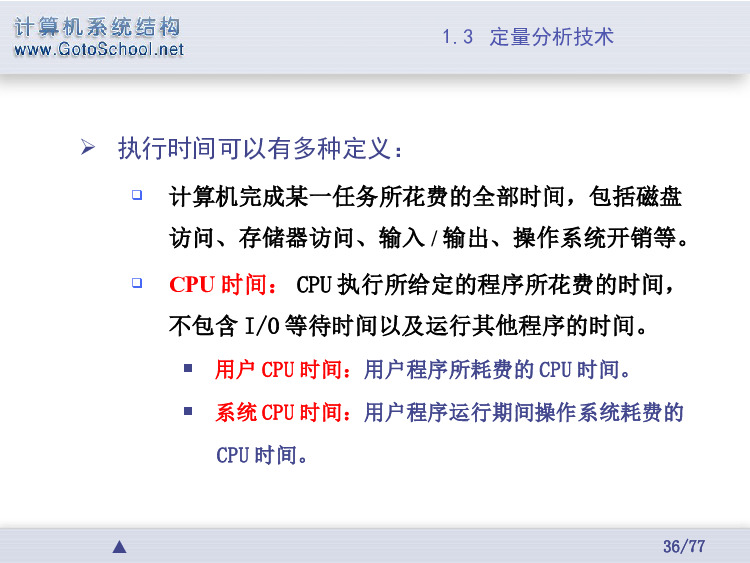 计算机系统结构
www.GotoSchool.net
1.3 定量分析技术
执行时间可以有多种定义：
计算机完成某一任务所花费的全部时间，包括磁盘
访问、存储器访问、输入/输出、操作系统开销等。
CPU 时间： CPU 执行所给定的程序所花费的时间，
不包含 I/O 等待时间以及运行其他程序的时间。
用户 CPU 时间：用户程序所耗费的 CPU 时间。
系统 CPU 时间：用户程序运行期间操作系统耗费的
CPU 时间。
36/77